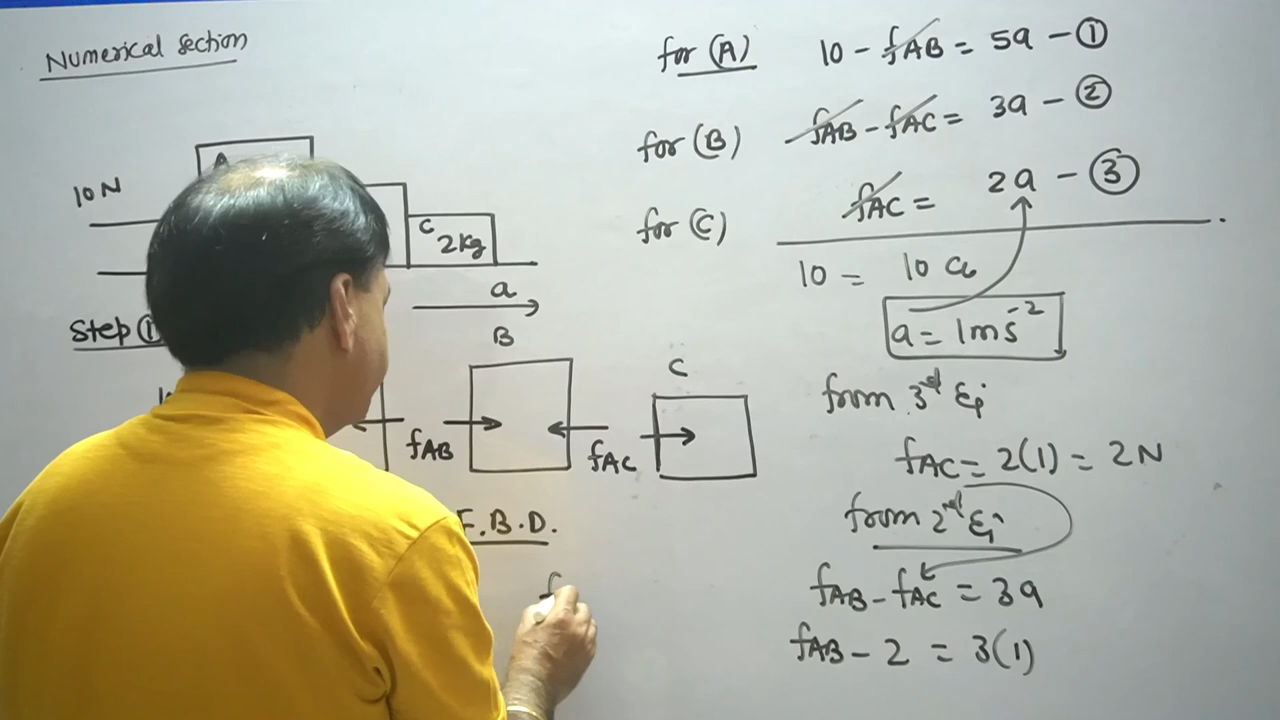 Numerical Section
10 N
A
C 2kg
a
Step ①
B
C
fAB
fAC
F.B.D.
f
for (A) 10 - fAB = 5a - ①
for (B) fAB - fAC = 3a - ②
for (C) fAC = 2a - ③
10 = 10 a
a = 1ms⁻²
from 3rd Eq
fAC = 2(1) = 2N
from 2nd Eq
fAB - fAC = 3a
fAB - 2 = 3(1)